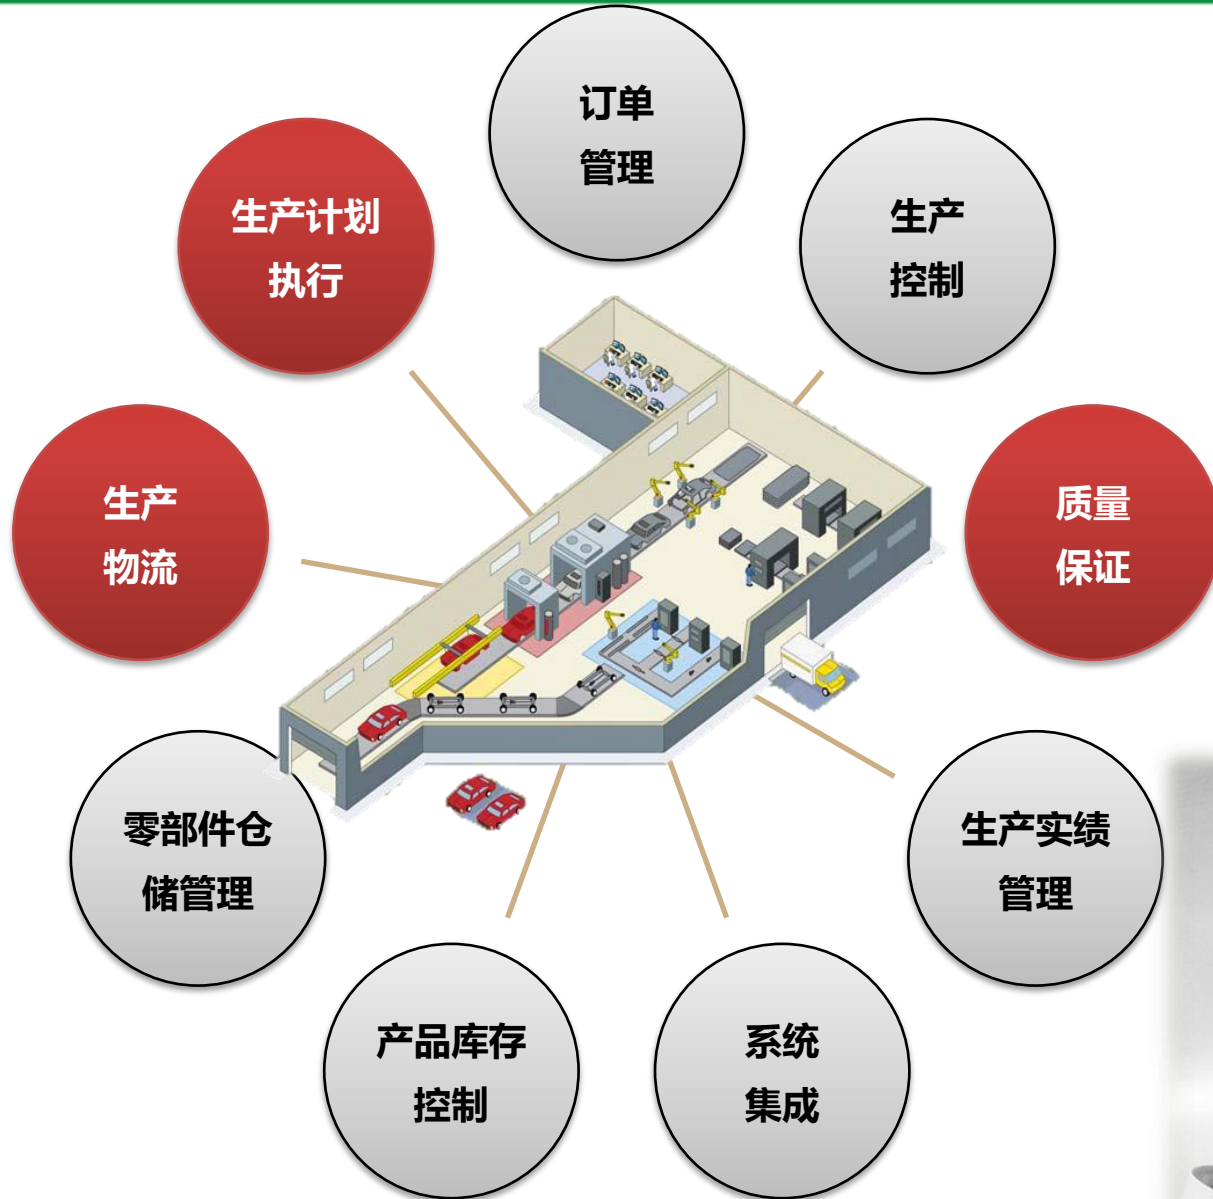 订单
管理
生产计划
执行
生产
控制
生产
物流
质量
保证
零部件仓
储管理
生产实绩
管理
产品库存
控制
系统
集成